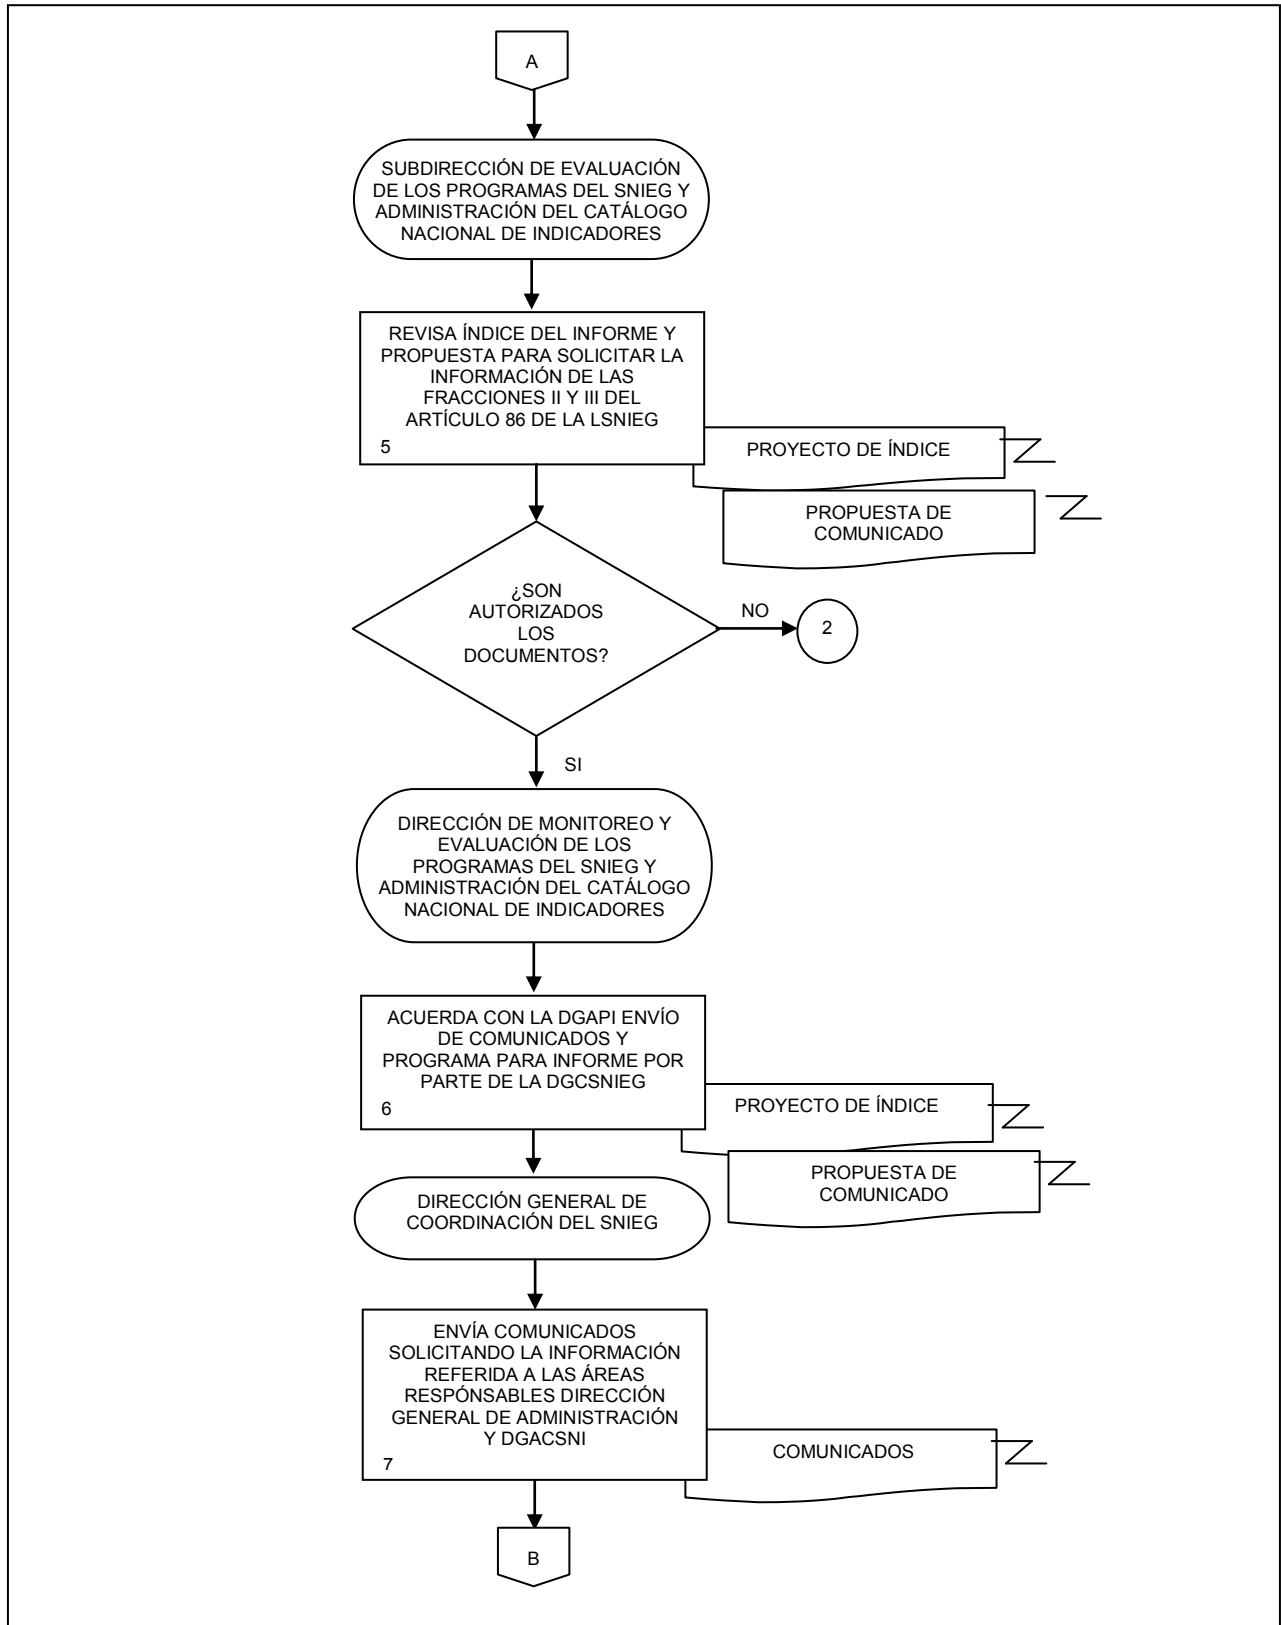 A
SUBDIRECCIÓN DE EVALUACIÓN
DE LOS PROGRAMAS DEL SNIEG Y
ADMINISTRACIÓN DEL CATÁLOGO
NACIONAL DE INDICADORES
REVISA ÍNDICE DEL INFORME Y
PROPUESTA PARA SOLICITAR LA
INFORMACIÓN DE LAS
FRACCIONES II Y III DEL
ARTÍCULO 86 DE LA LSNIEG
5
PROYECTO DE ÍNDICE
PROPUESTA DE
COMUNICADO
¿SON
AUTORIZADOS
LOS
DOCUMENTOS?
NO
2
SI
DIRECCIÓN DE MONITOREO Y
EVALUACIÓN DE LOS
PROGRAMAS DEL SNIEG Y
ADMINISTRACIÓN DEL CATÁLOGO
NACIONAL DE INDICADORES
ACUERDA CON LA DGAPI ENVÍO
DE COMUNICADOS Y
PROGRAMA PARA INFORME POR
PARTE DE LA DGCSNIEG
6
PROYECTO DE ÍNDICE
PROPUESTA DE
COMUNICADO
DIRECCIÓN GENERAL DE
COORDINACIÓN DEL SNIEG
ENVÍA COMUNICADOS
SOLICITANDO LA INFORMACIÓN
REFERIDA A LAS ÁREAS
RESPÓNSABLES DIRECCIÓN
GENERAL DE ADMINISTRACIÓN
Y DGACSNI
7
COMUNICADOS
B